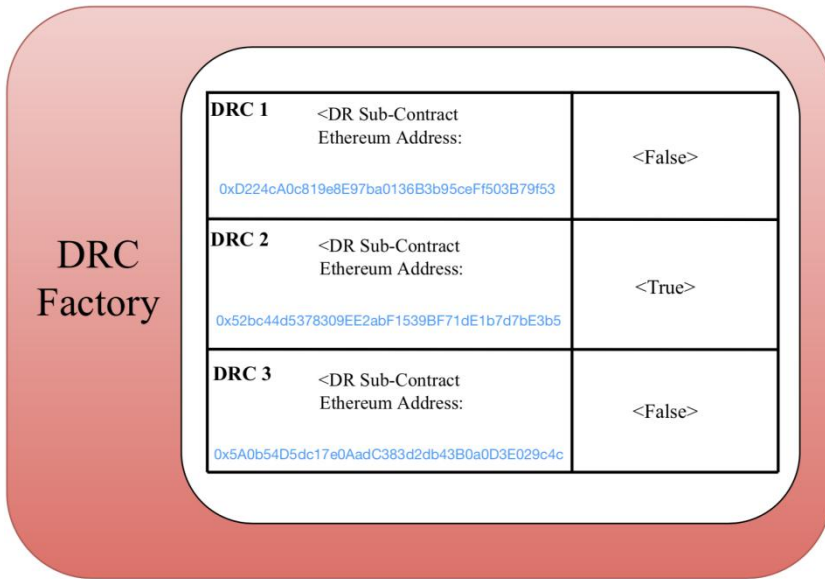 DRC
Factory
DRC 1
<DR Sub-Contract
Ethereum Address:
0xD224cA0c819e8E97ba0136B3b95ceFf503B79f53
<False>
DRC 2
<DR Sub-Contract
Ethereum Address:
0x52bc44d5378309EE2abF1539BF71dE1b7d7bE3b5
<True>
DRC 3
<DR Sub-Contract
Ethereum Address:
0x5A0b54D5dc17e0AadC383d2db43B0a0D3E029c4c
<False>